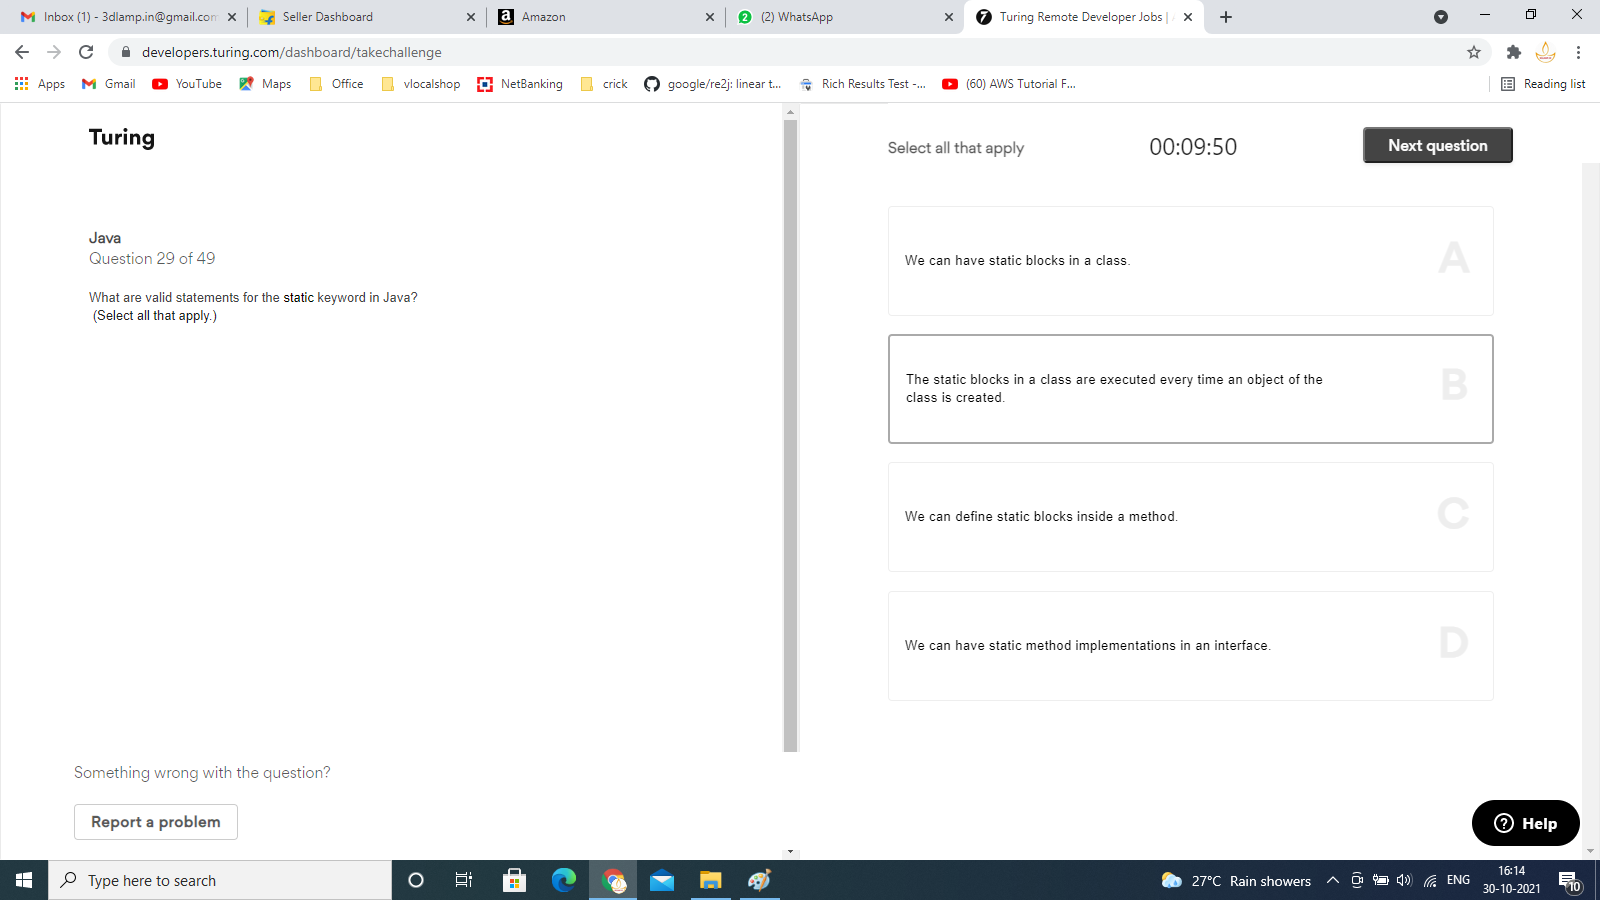 Inbox (1) - 3dlamp.in@gmail.com
Seller Dashboard
Amazon
(2) WhatsApp
Turing Remote Developer Jobs |
developers.turing.com/dashboard/takechallenge
Apps
Gmail
YouTube
Maps
Office
vlocalshop
NetBanking
crick
google/re2j: linear t...
Rich Results Test -...
(60) AWS Tutorial F...
Reading list
Turing
Java
Question 29 of 49
What are valid statements for the static keyword in Java?
(Select all that apply.)
Something wrong with the question?
Report a problem
Select all that apply
00:09:50
Next question
We can have static blocks in a class.
A
The static blocks in a class are executed every time an object of the
class is created.
B
We can define static blocks inside a method.
C
We can have static method implementations in an interface.
D
Help
Type here to search
27°C Rain showers
ENG
16:14
30-10-2021
10